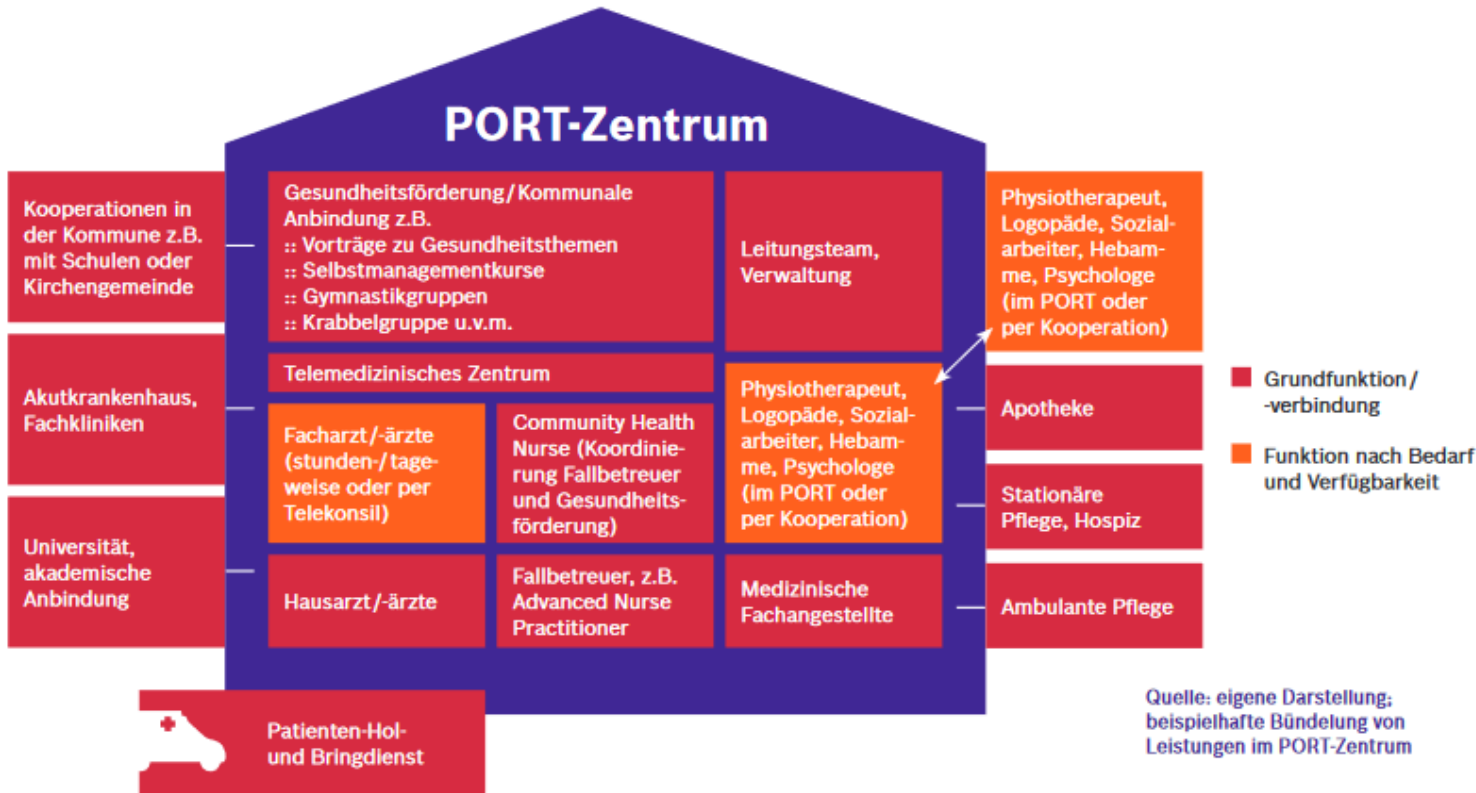 PORT-Zentrum
Kooperationen in
der Kommune z.B.
mit Schulen oder
Kirchengemeinde
Akutkrankenhaus,
Fachkliniken
Universität,
akademische
Anbindung
Gesundheitsförderung/Kommunale
Anbindung z.B.
:: Vorträge zu Gesundheitsthemen
:: Selbstmanagementkurse
:: Gymnastikgruppen
:: Krabbelgruppe u.v.m.
Leitungsteam,
Verwaltung
Telemedizinisches Zentrum
Facharzt/-ärzte
(stunden-/tage-
weise oder per
Telekonsil)
Community Health
Nurse (Koordinie-
rung Fallbetreuer
und Gesundheits-
förderung)
Physiotherapeut,
Logopäde, Sozial-
arbeiter, Hebam-
me, Psychologe
(im PORT oder
per Kooperation)
Hausarzt/-ärzte
Fallbetreuer, z.B.
Advanced Nurse
Practitioner
Medizinische
Fachangestellte
Physiotherapeut,
Logopäde, Sozial-
arbeiter, Hebam-
me, Psychologe
(im PORT oder
per Kooperation)
Apotheke
Stationäre
Pflege, Hospiz
Ambulante Pflege
Patienten-Hol-
und Bringdienst
Grundfunktion/
-verbindung
Funktion nach Bedarf
und Verfügbarkeit
Quelle: eigene Darstellung;
beispielhafte Bündelung von
Leistungen im PORT-Zentrum